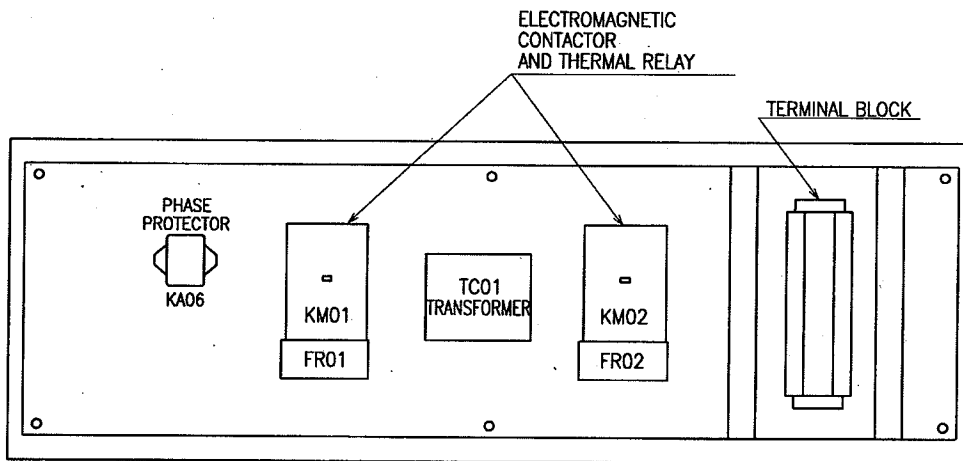 ELECTROMAGNETIC
CONTACTOR
AND THERMAL RELAY
TERMINAL BLOCK
PHASE
PROTECTOR
KA06
KM01
FR01
TC01
TRANSFORMER
KM02
FR02